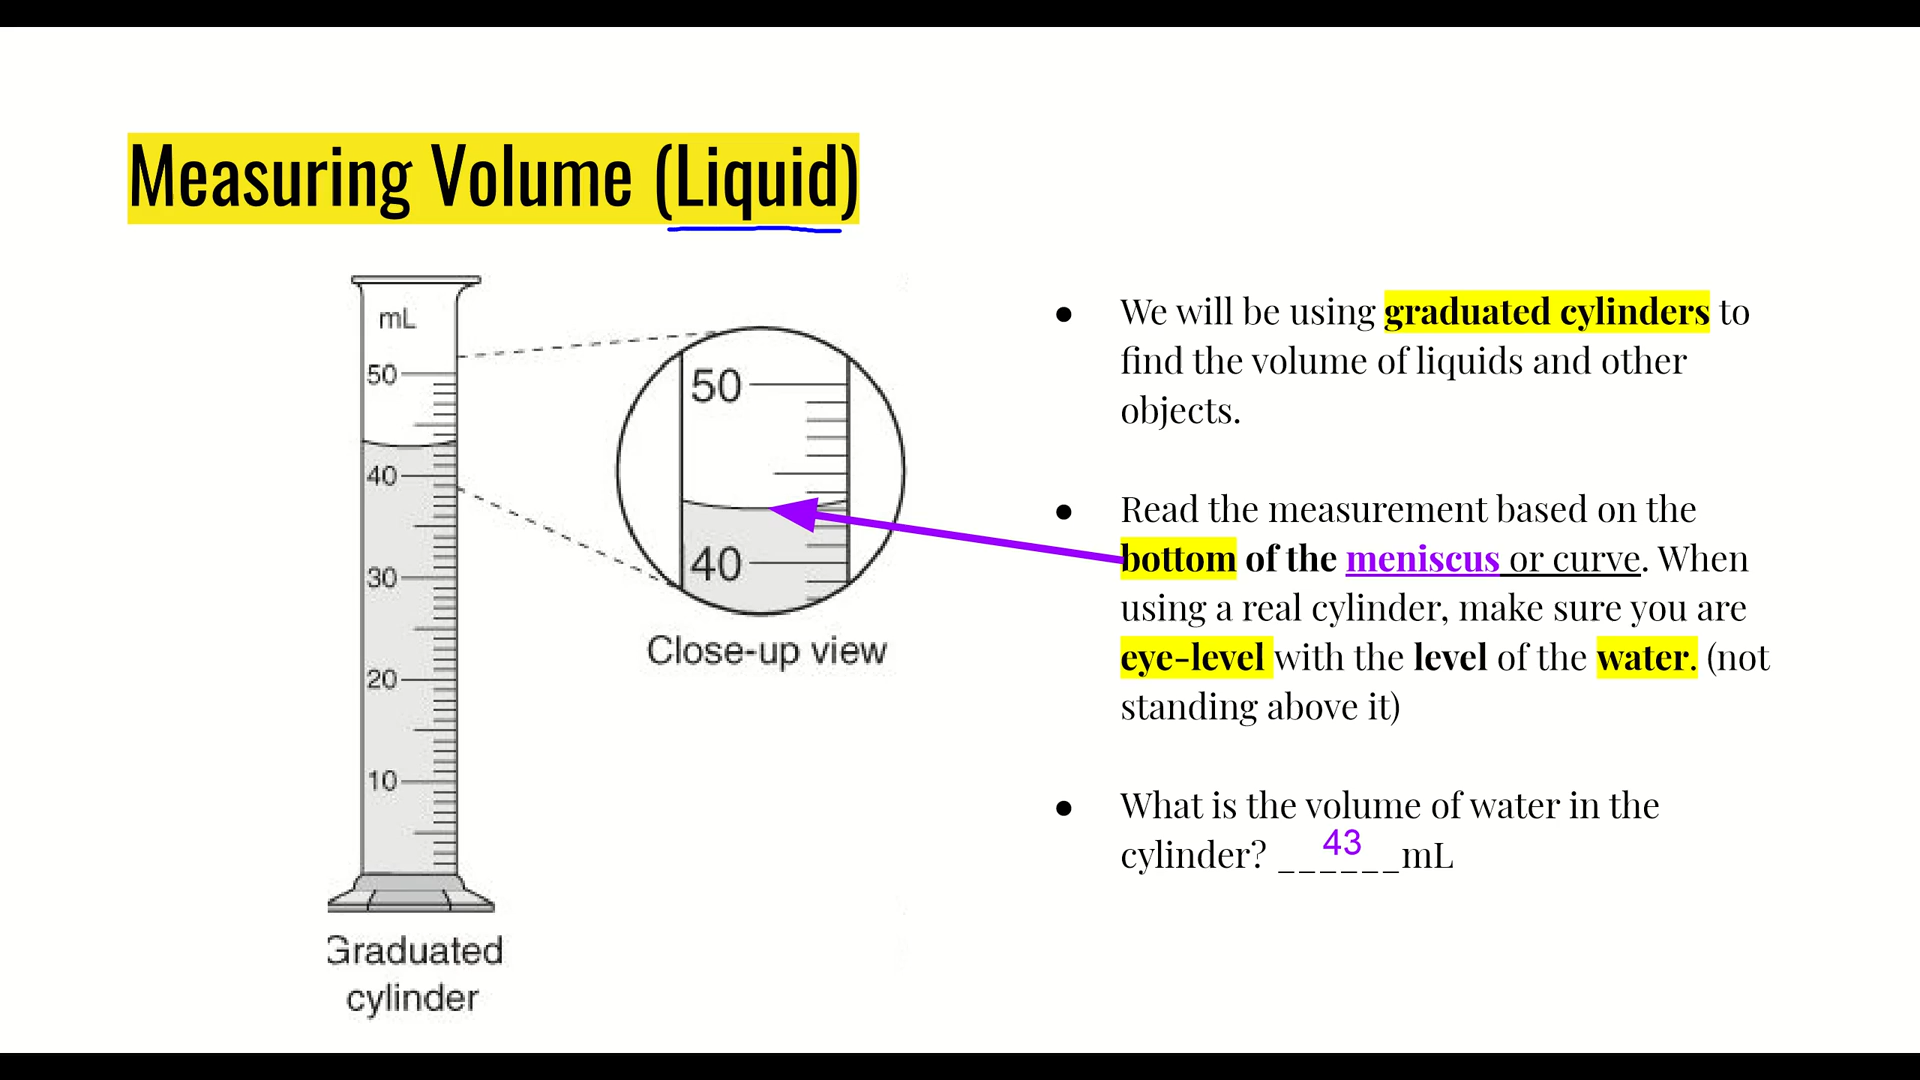 Measuring Volume (Liquid)
mL
50
40
30
20
10
Graduated
cylinder
50
40
Close-up view
● We will be using graduated cylinders to
find the volume of liquids and other
objects.
● Read the measurement based on the
bottom of the meniscus or curve. When
using a real cylinder, make sure you are
eye-level with the level of the water. (not
standing above it)
● What is the volume of water in the
cylinder? ___43___mL